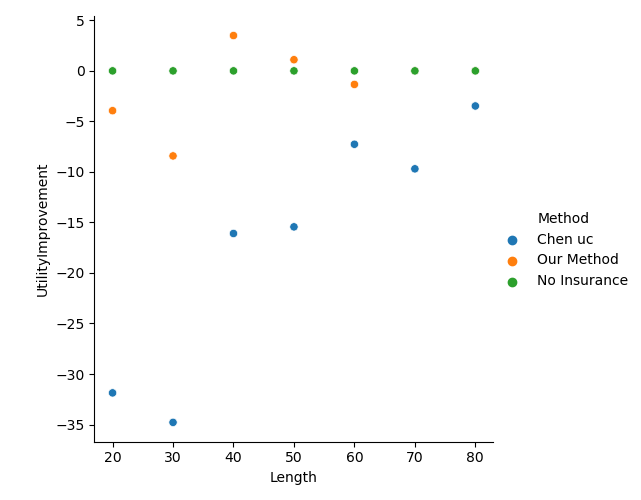 5
0
−5
−10
−15
−20
−25
−30
−35
UtilityImprovement
20 30 40 50 60 70 80
Length
Method
Chen uc
Our Method
No Insurance